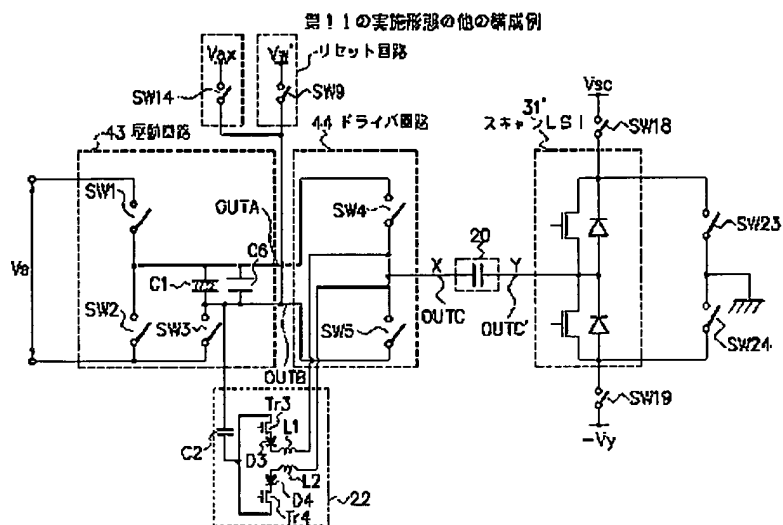 第11の実施形態の他の構成例
Vax
Vw'
リセット回路
SW14
SW9
31'
スキャンLSI
Vsc
SW18
43 駆動回路
44 ドライバ回路
SW1
OUTA
SW4
C6
C1
Vs
SW2
SW3
OUTB
SW5
X
20
Y
OUTC
OUTC'
SW23
SW24
SW19
-Vy
C2
Tr3
L1
D3
L2
D4
Tr4
22